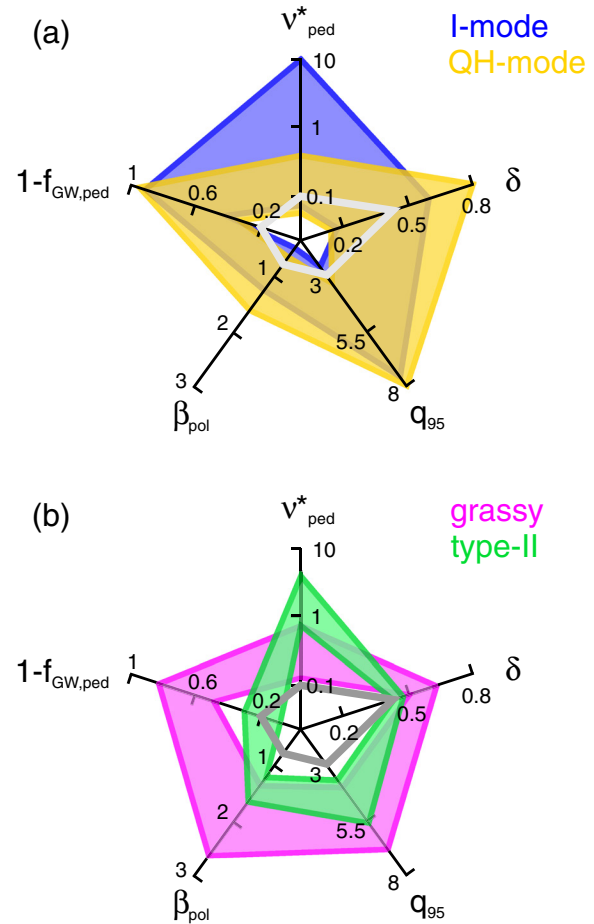 (a)
ν*ped
I-mode
QH-mode
10
1
1-fGW,ped
1
0.6
0.2
0.1
0.2
0.5
0.8
δ
1
2
3
βpol
3
5.5
8
q95
(b)
ν*ped
grassy
type-II
10
1
1-fGW,ped
1
0.6
0.2
0.1
0.2
0.5
0.8
δ
1
2
3
βpol
3
5.5
8
q95